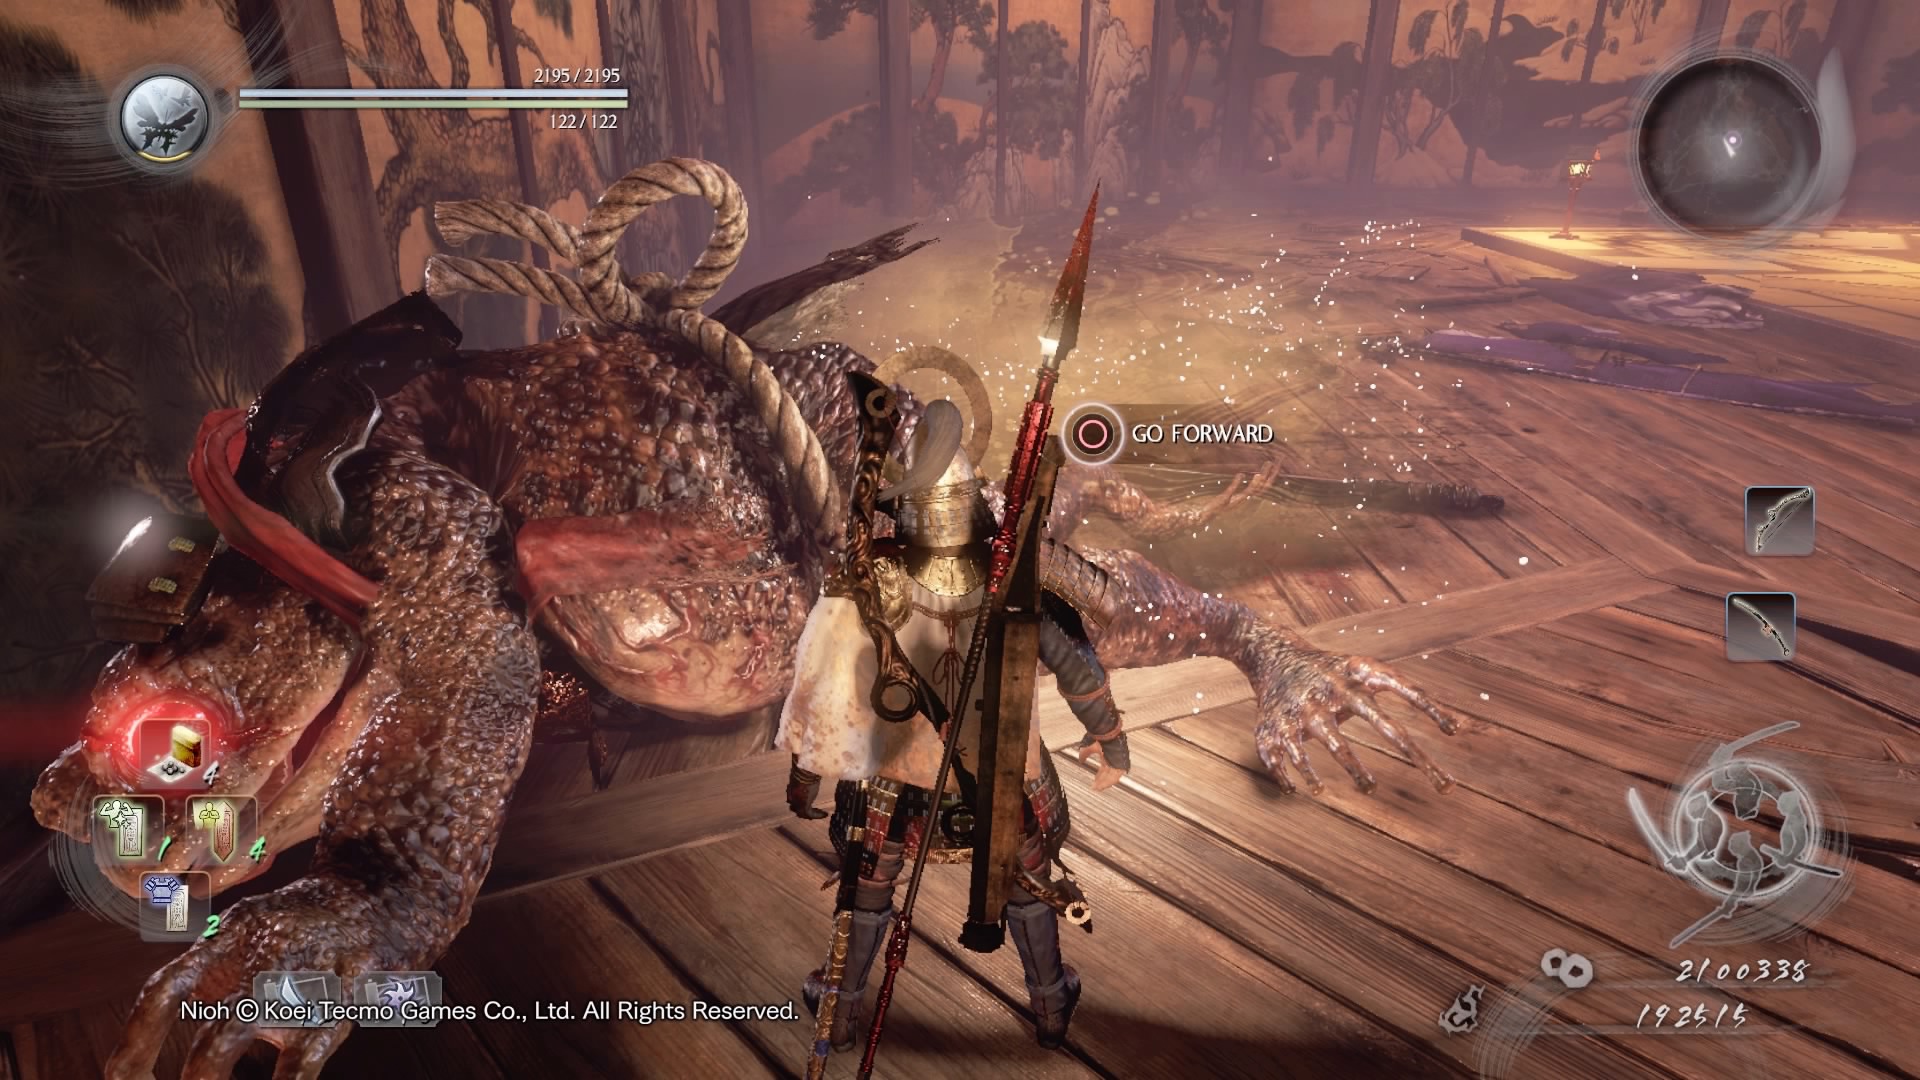 2195 / 2195
122 / 122
GO FORWARD
4
1
4
2
2100338
192515
Nioh © Koei Tecmo Games Co., Ltd. All Rights Reserved.